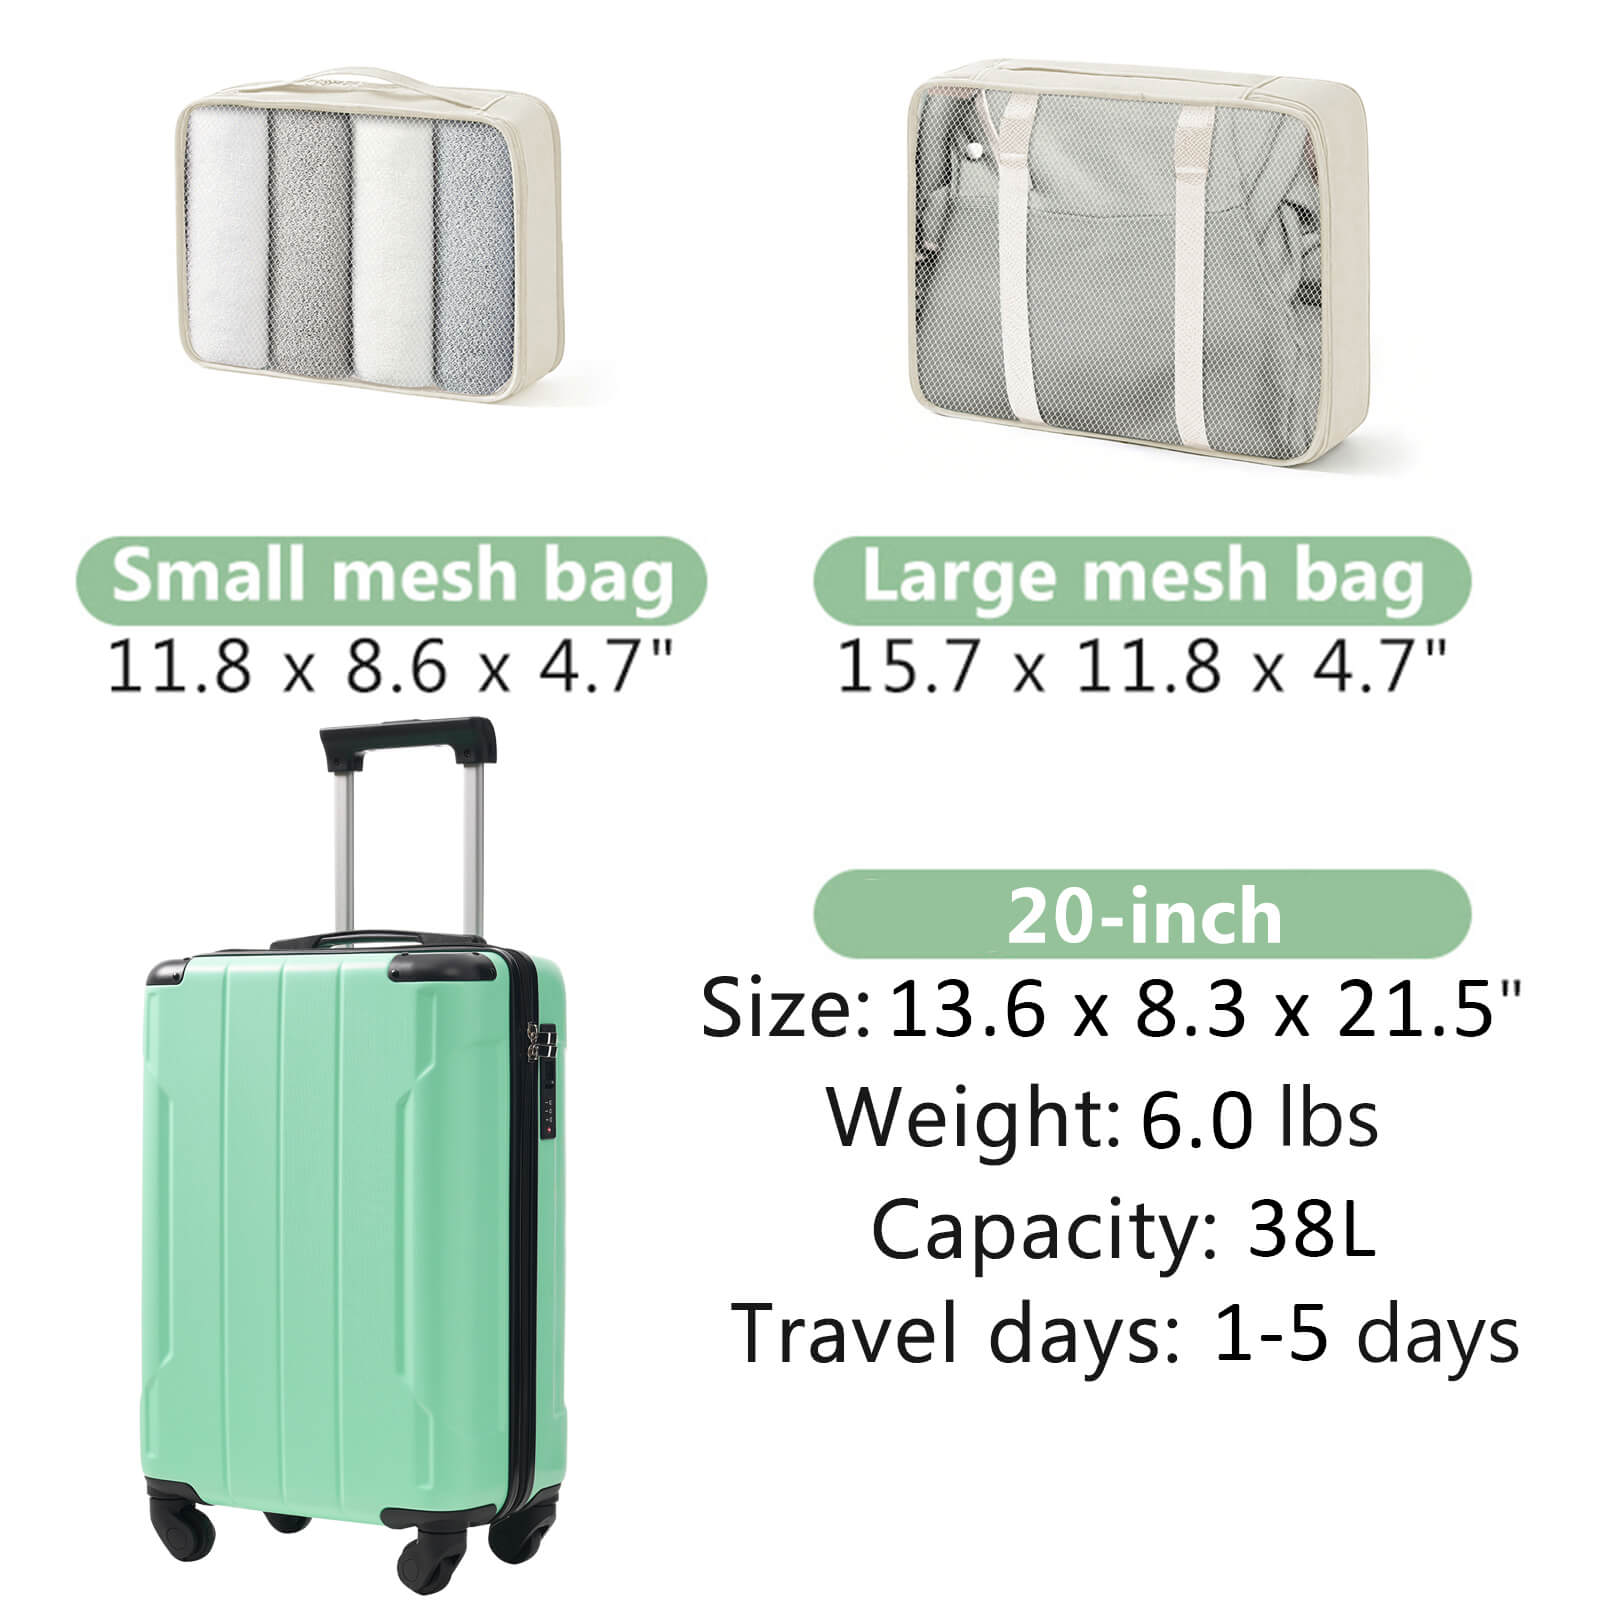 Small mesh bag
11.8 x 8.6 x 4.7"
Large mesh bag
15.7 x 11.8 x 4.7"
20-inch
Size: 13.6 x 8.3 x 21.5"
Weight: 6.0 lbs
Capacity: 38L
Travel days: 1-5 days